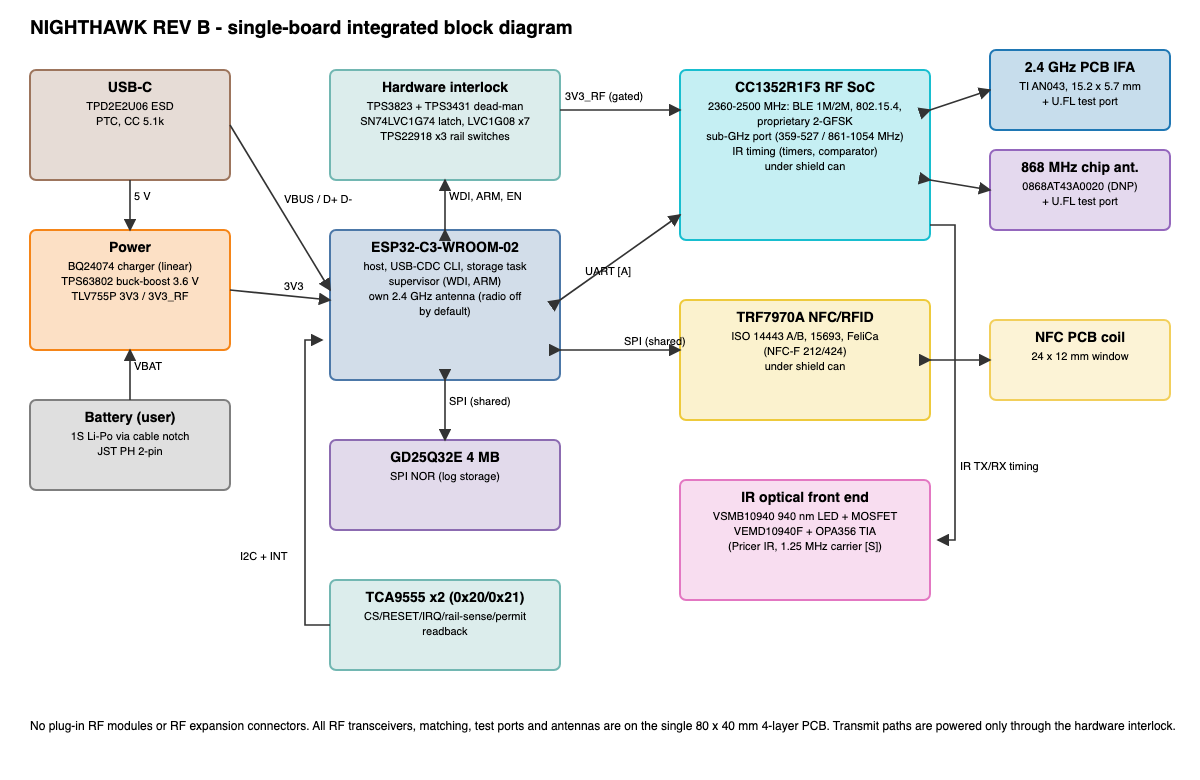 NIGHTHAWK REV B - single-board integrated block diagram
USB-C
TPD2E2U06 ESD
PTC, CC 5.1k
5 V
VBUS / D+ D-
Power
BQ24074 charger (linear)
TPS63802 buck-boost 3.6 V
TLV755P 3V3 / 3V3_RF
3V3
VBAT
Battery (user)
1S Li-Po via cable notch
JST PH 2-pin
Hardware interlock
TPS3823 + TPS3431 dead-man
SN74LVC1G74 latch, LVC1G08 x7
TPS22918 x3 rail switches
3V3_RF (gated)
WDI, ARM, EN
ESP32-C3-WROOM-02
host, USB-CDC CLI, storage task
supervisor (WDI, ARM)
own 2.4 GHz antenna (radio off
by default)
UART [A]
SPI (shared)
SPI (shared)
GD25Q32E 4 MB
SPI NOR (log storage)
I2C + INT
TCA9555 x2 (0x20/0x21)
CS/RESET/IRQ/rail-sense/permit
readback
CC1352R1F3 RF SoC
2360-2500 MHz: BLE 1M/2M, 802.15.4,
proprietary 2-GFSK
sub-GHz port (359-527 / 861-1054 MHz)
IR timing (timers, comparator)
under shield can
TRF7970A NFC/RFID
ISO 14443 A/B, 15693, FeliCa
(NFC-F 212/424)
under shield can
IR optical front end
VSMB10940 940 nm LED + MOSFET
VEMD10940F + OPA356 TIA
(Pricer IR, 1.25 MHz carrier [S])
IR TX/RX timing
2.4 GHz PCB IFA
TI AN043, 15.2 x 5.7 mm
+ U.FL test port
868 MHz chip ant.
0868AT43A0020 (DNP)
+ U.FL test port
NFC PCB coil
24 x 12 mm window
No plug-in RF modules or RF expansion connectors. All RF transceivers, matching, test ports and antennas are on the single 80 x 40 mm 4-layer PCB. Transmit paths are powered only through the hardware interlock.